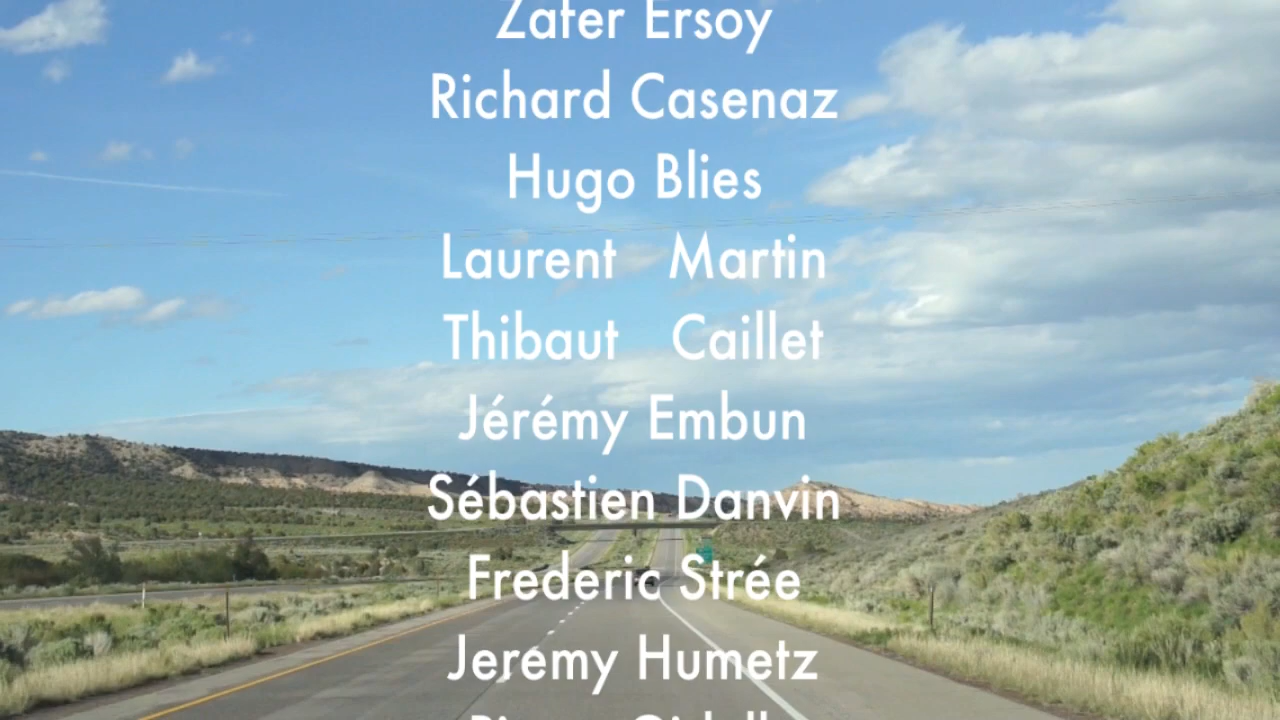 Zafer Ersoy
Richard Casenaz
Hugo Blies
Laurent Martin
Thibaut Caillet
Jérémy Embun
Sébastien Danvin
Frederic Strée
Jeremy Humetz